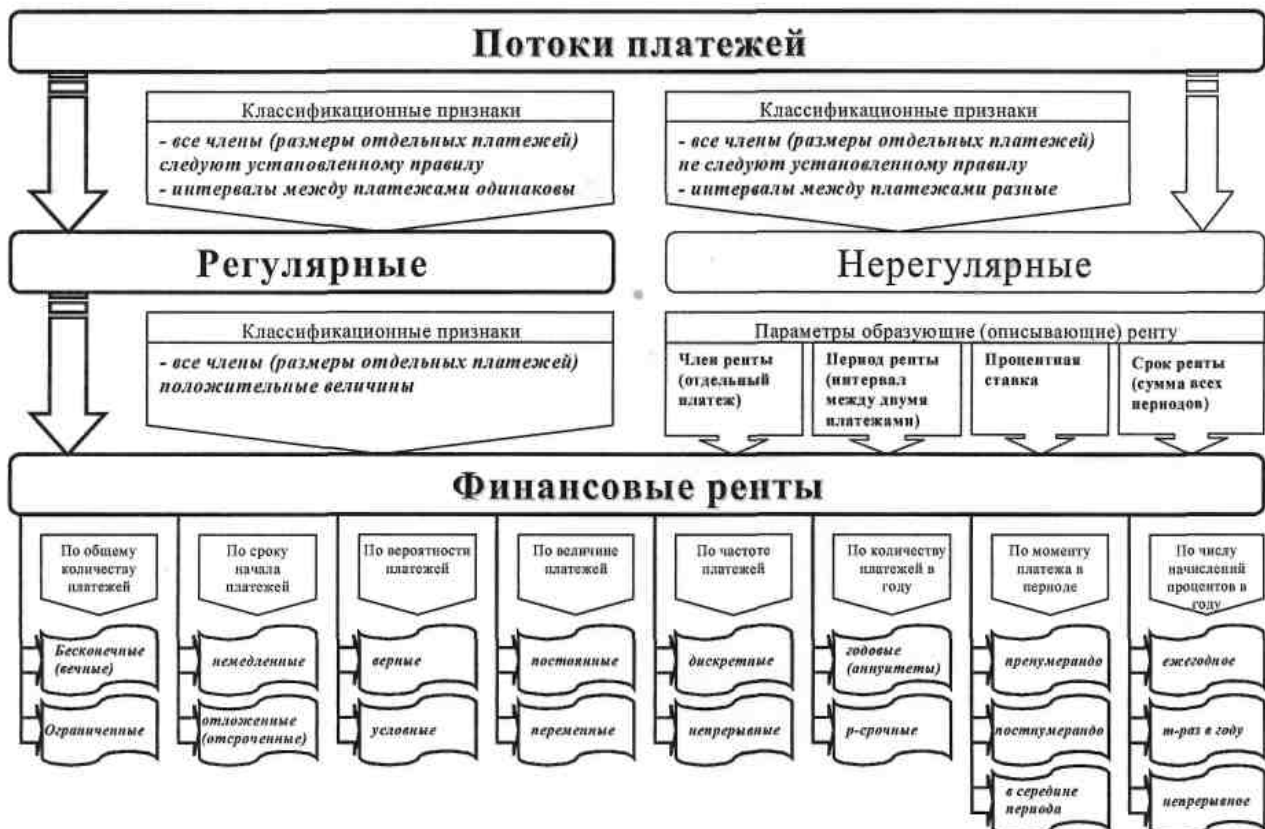 Потоки платежей
Классификационные признаки
- все члены (размеры отдельных платежей)
следуют установленному правилу
- интервалы между платежами одинаковы
Классификационные признаки
- все члены (размеры отдельных платежей)
не следуют установленному правилу
- интервалы между платежами разные
Регулярные
Нерегулярные
Классификационные признаки
- все члены (размеры отдельных платежей)
положительные величины
Параметры образующие (описывающие) ренту
Член ренты
(отдельный
платеж)
Период ренты
(интервал
между двумя
платежами)
Процентная
ставка
Срок ренты
(сумма всех
периодов)
Финансовые ренты
По общему
количеству
платежей
Бесконечные
(вечные)
Ограниченные
По сроку
начала
платежей
немедленные
отложенные
(отсроченные)
По вероятности
платежей
верные
условные
По величине
платежей
постоянные
переменные
По частоте
платежей
дискретные
непрерывные
По количеству
платежей в
году
годовые
(аннуитеты)
р-срочные
По моменту
платежа в
периоде
пренумерандо
постнумерандо
в середине
периода
По числу
начислений
процентов в
году
ежегодное
m-раз в году
непрерывное